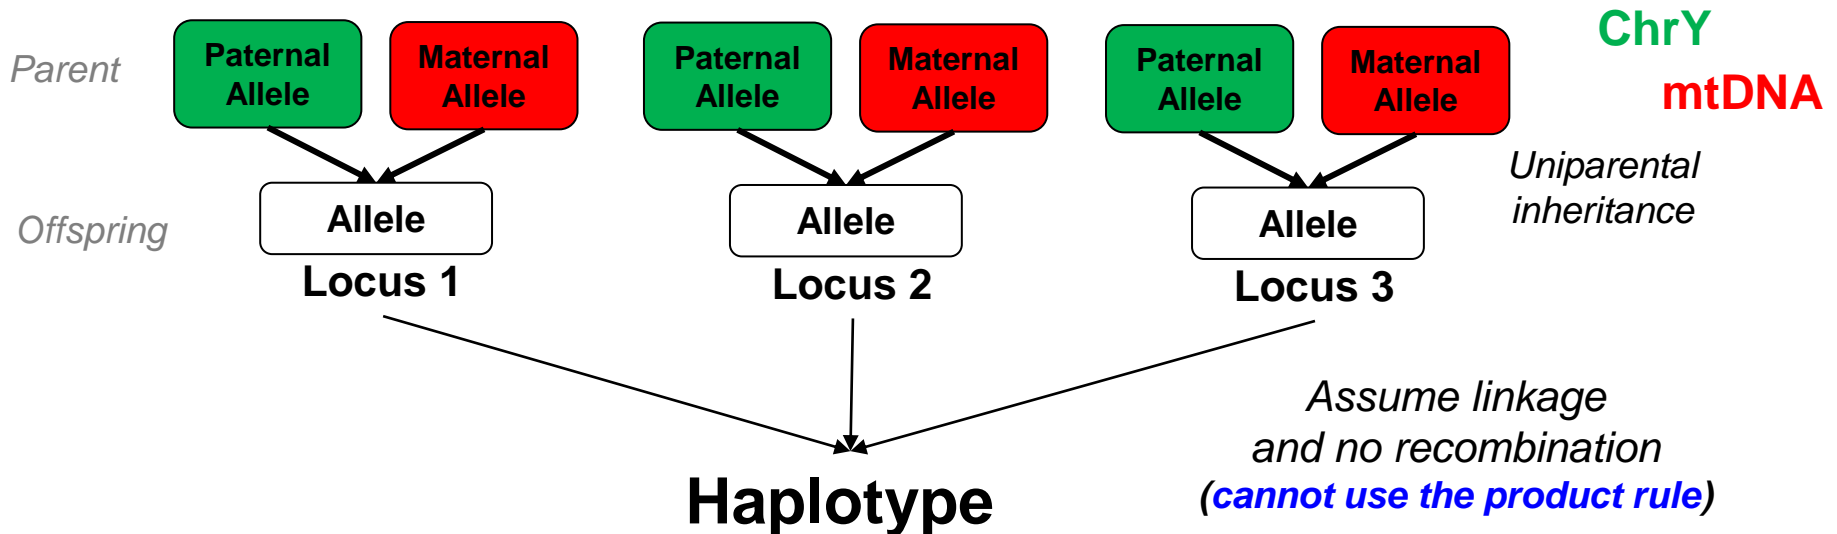 Parent
Paternal
Allele
Maternal
Allele
Paternal
Allele
Maternal
Allele
Paternal
Allele
Maternal
Allele
ChrY
mtDNA
Uniparental
inheritance
Offspring
Allele
Allele
Allele
Locus 1
Locus 2
Locus 3
Assume linkage
and no recombination
(cannot use the product rule)
Haplotype